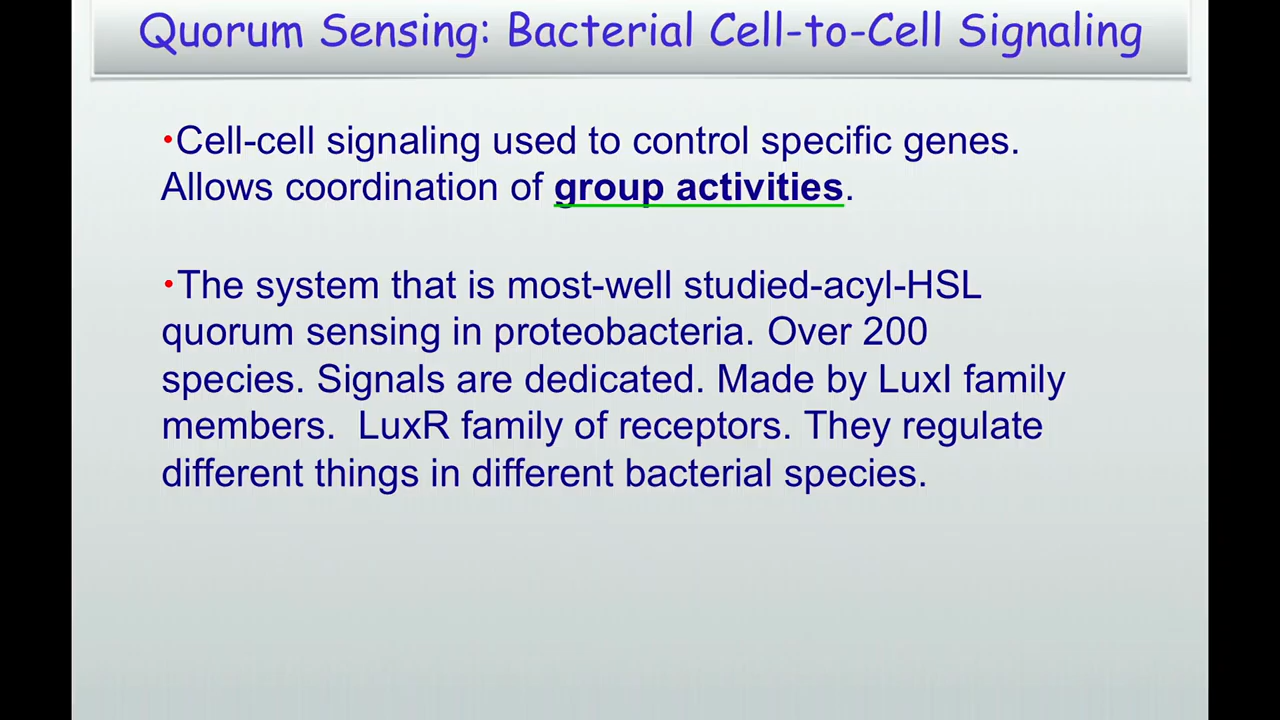 Quorum Sensing: Bacterial Cell-to-Cell Signaling
•Cell-cell signaling used to control specific genes.
Allows coordination of group activities.
•The system that is most-well studied-acyl-HSL
quorum sensing in proteobacteria. Over 200
species. Signals are dedicated. Made by LuxI family
members.  LuxR family of receptors. They regulate
different things in different bacterial species.